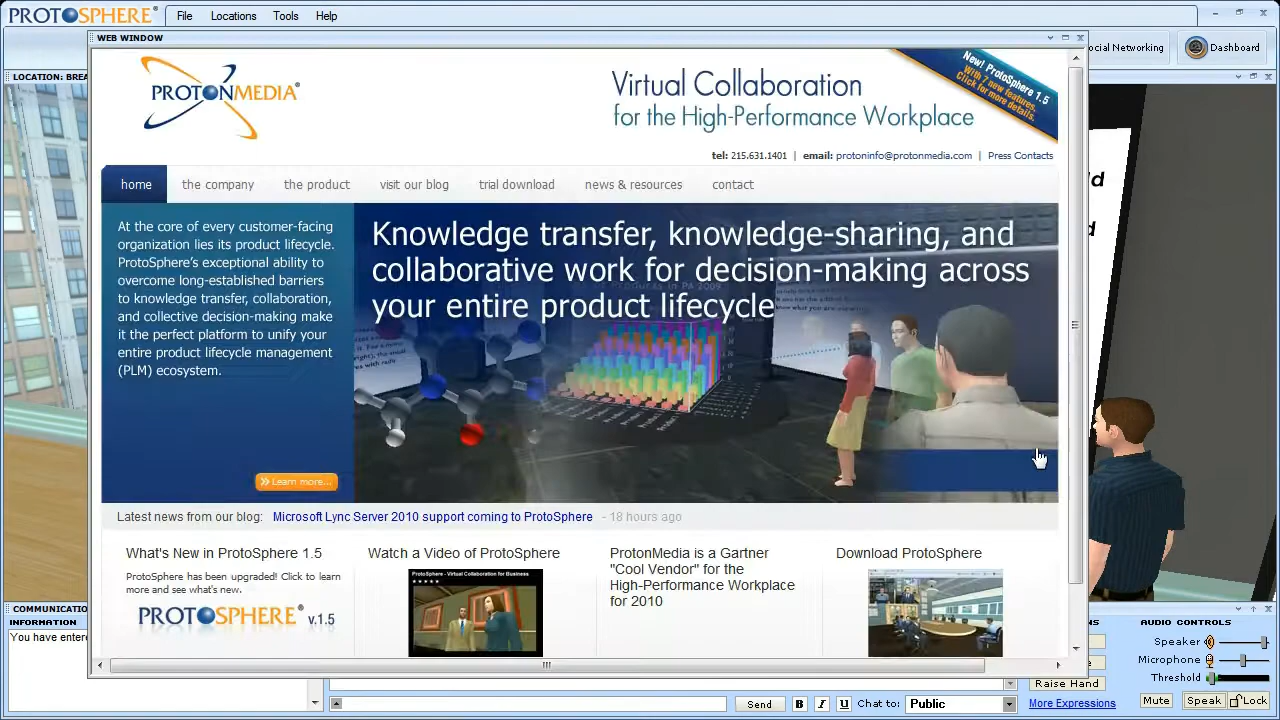 PROTOSPHERE®
File Locations Tools Help
Social Networking
Dashboard
WEB WINDOW
LOCATION: BREA
PROTONMEDIA®
Virtual Collaboration
for the High-Performance Workplace
New! ProtoSphere 1.5
With 7 new features.
Click for more details.
tel: 215.631.1401 | email: protoninfo@protonmedia.com | Press Contacts
home the company the product visit our blog trial download news & resources contact
At the core of every customer-facing
organization lies its product lifecycle.
ProtoSphere's exceptional ability to
overcome long-established barriers
to knowledge transfer, collaboration,
and collective decision-making make
it the perfect platform to unify your
entire product lifecycle management
(PLM) ecosystem.
Learn more...
Knowledge transfer, knowledge-sharing, and
collaborative work for decision-making across
your entire product lifecycle
Latest news from our blog: Microsoft Lync Server 2010 support coming to ProtoSphere - 18 hours ago
What's New in ProtoSphere 1.5
ProtoSphere has been upgraded! Click to learn
more and see what's new.
PROTOSPHERE® v.1.5
Watch a Video of ProtoSphere
ProtoSphere - Virtual Collaboration for Business
ProtonMedia is a Gartner
"Cool Vendor" for the
High-Performance Workplace
for 2010
Download ProtoSphere
COMMUNICATIO
INFORMATION
You have entere
Send B I U Chat to: Public
NS
Raise Hand
More Expressions
AUDIO CONTROLS
Speaker
Microphone
Threshold
Mute Speak Lock